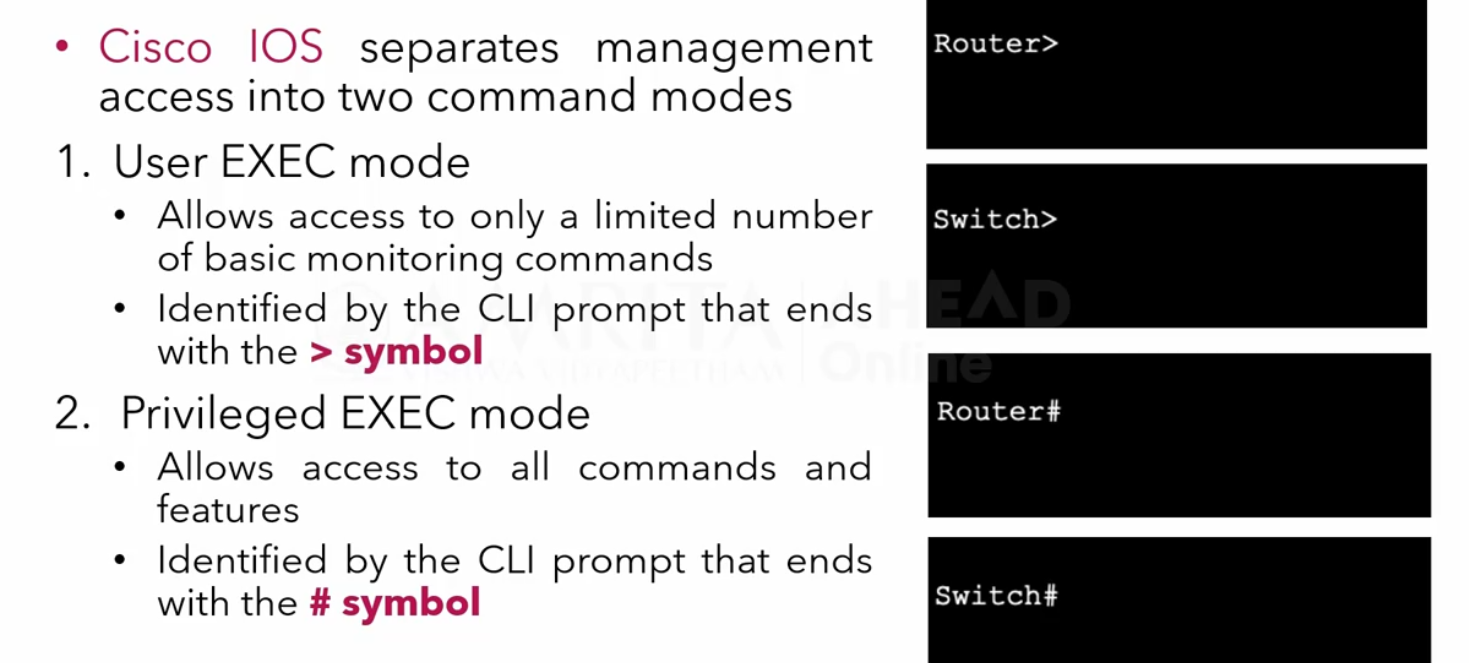 • Cisco IOS separates management
access into two command modes
1. User EXEC mode
• Allows access to only a limited number
of basic monitoring commands
• Identified by the CLI prompt that ends
with the > symbol
2. Privileged EXEC mode
• Allows access to all commands and
features
• Identified by the CLI prompt that ends
with the # symbol
Router>
Switch>
Router#
Switch#
AMRITA
VISHWA VIDYAPEETHAM
AHEAD
Online